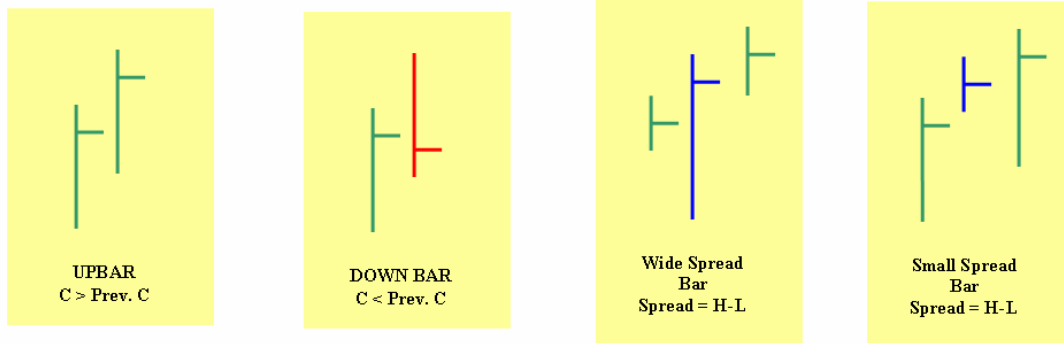 UPBAR
C > Prev. C
DOWN BAR
C < Prev. C
Wide Spread
Bar
Spread = H-L
Small Spread
Bar
Spread = H-L